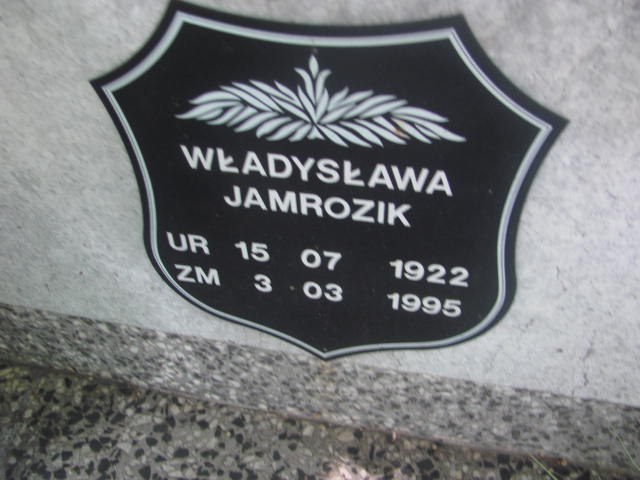 WŁADYSŁAWA
JAMROZIK
UR 15 07 1922
ZM 3 03 1995